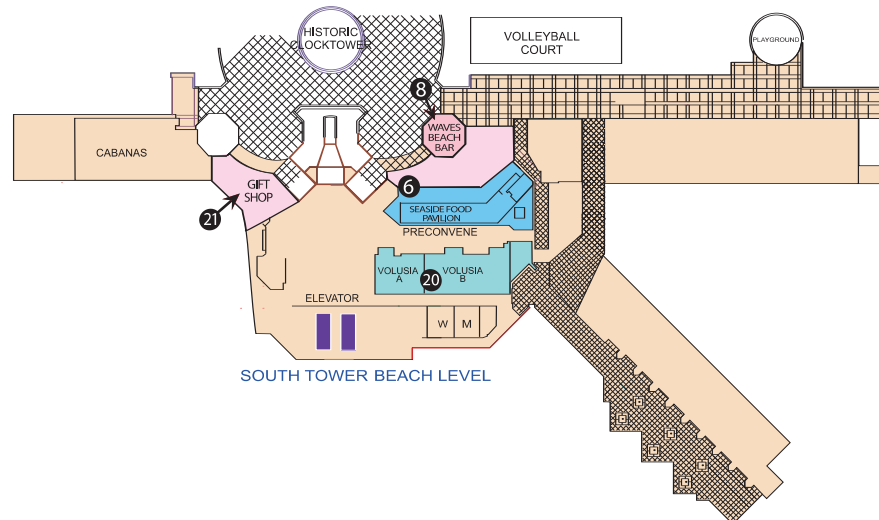 HISTORIC
CLOCKTOWER
VOLLEYBALL
COURT
PLAYGROUND
8
WAVES
BEACH
BAR
CABANAS
6
GIFT
SHOP
21
SEASIDE FOOD
PAVILION
PRECONVENE
VOLUSIA
A
20
VOLUSIA
B
ELEVATOR
W
M
SOUTH TOWER BEACH LEVEL